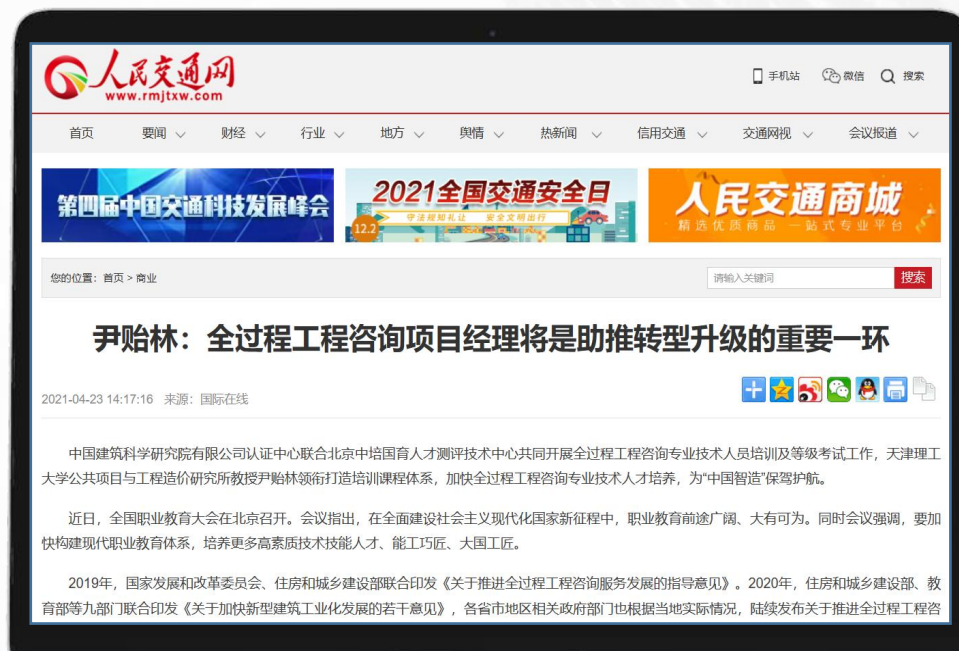 人民交通网
www.rmjtxw.com
手机站 微信 搜索
首页 要闻 财经 行业 地方 舆情 热新闻 信用交通 交通网视 会议报道
第四届中国交通科技发展峰会
2021全国交通安全日
守法规知礼让 安全文明出行
12.2
人民交通商城
精选优质商品 一站式专业平台
您的位置：首页 > 商业
请输入关键词 搜索
尹贻林：全过程工程咨询项目经理将是助推转型升级的重要一环
2021-04-23 14:17:16 来源：国际在线
中国建筑科学研究院有限公司认证中心联合北京中培国育人才测评技术中心共同开展全过程工程咨询专业技术人员培训及等级考试工作，天津理工
大学公共项目与工程造价研究所教授尹贻林领衔打造培训课程体系，加快全过程工程咨询专业技术人才培养，为“中国智造”保驾护航。
近日，全国职业教育大会在北京召开。会议指出，在全面建设社会主义现代化国家新征程中，职业教育前途广阔、大有可为。同时会议强调，要加
快构建现代职业教育体系，培养更多高素质技术技能人才、能工巧匠、大国工匠。
2019年，国家发展和改革委员会、住房和城乡建设部联合印发《关于推进全过程工程咨询服务发展的指导意见》。2020年，住房和城乡建设部、教
育部等九部门联合印发《关于加快新型建筑工业化发展的若干意见》，各省市地区相关政府部门也根据当地实际情况，陆续发布关于推进全过程工程咨